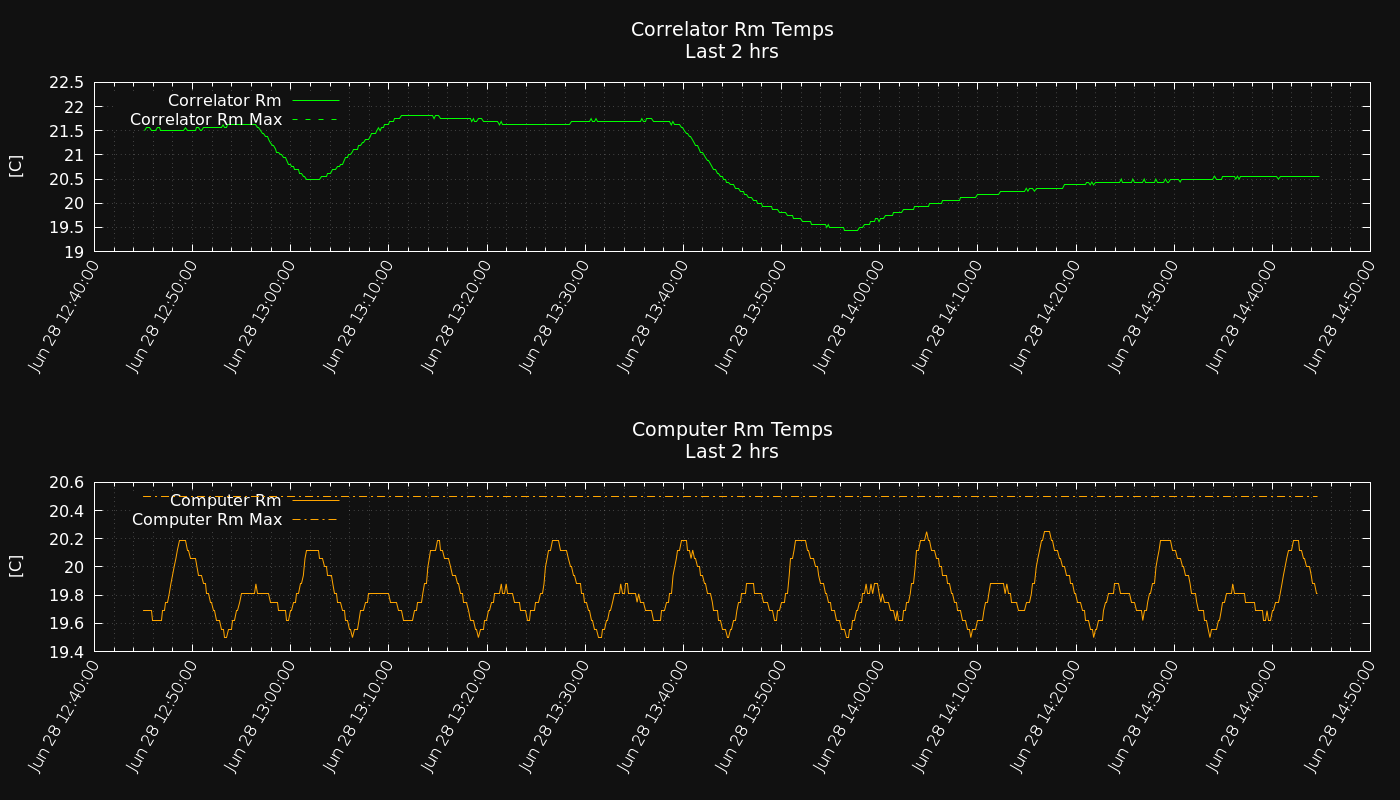 Correlator Rm Temps
Last 2 hrs
22.5
22
21.5
21
20.5
20
19.5
19
[C]
Correlator Rm
Correlator Rm Max
Jun 28 12:40:00
Jun 28 12:50:00
Jun 28 13:00:00
Jun 28 13:10:00
Jun 28 13:20:00
Jun 28 13:30:00
Jun 28 13:40:00
Jun 28 13:50:00
Jun 28 14:00:00
Jun 28 14:10:00
Jun 28 14:20:00
Jun 28 14:30:00
Jun 28 14:40:00
Jun 28 14:50:00
Computer Rm Temps
Last 2 hrs
20.6
20.4
20.2
20
19.8
19.6
19.4
[C]
Computer Rm
Computer Rm Max
Jun 28 12:40:00
Jun 28 12:50:00
Jun 28 13:00:00
Jun 28 13:10:00
Jun 28 13:20:00
Jun 28 13:30:00
Jun 28 13:40:00
Jun 28 13:50:00
Jun 28 14:00:00
Jun 28 14:10:00
Jun 28 14:20:00
Jun 28 14:30:00
Jun 28 14:40:00
Jun 28 14:50:00